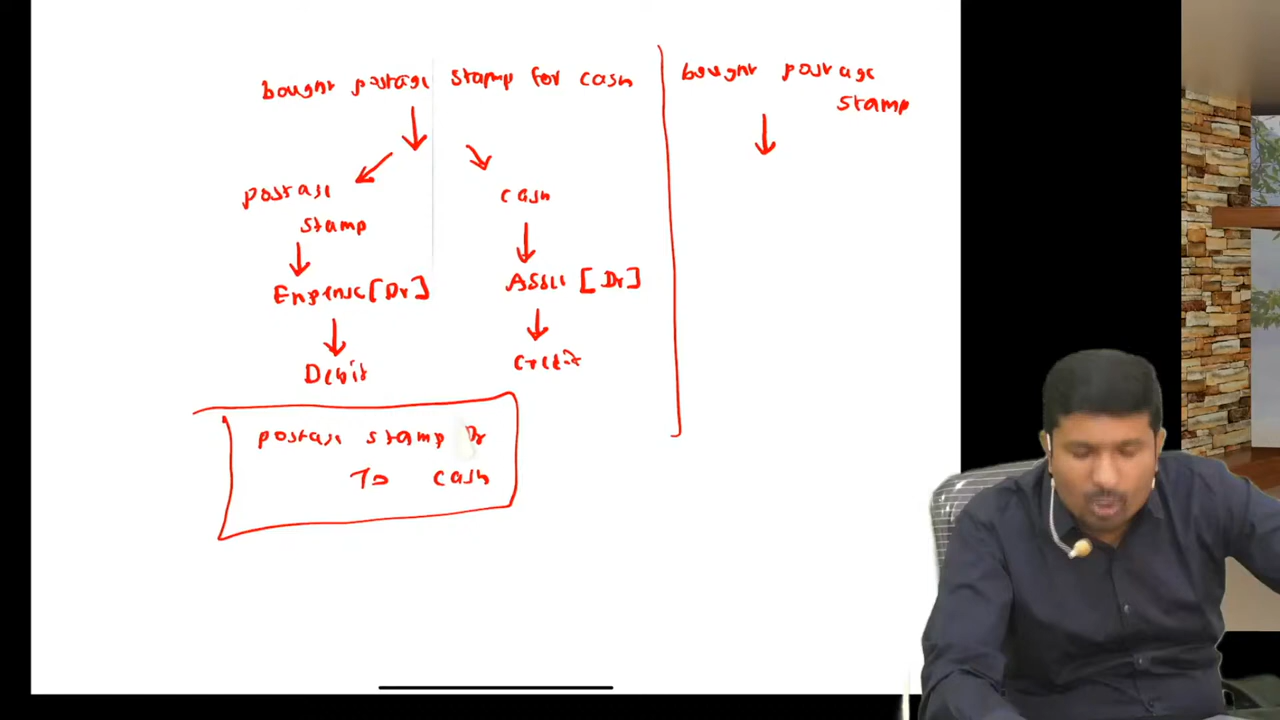 bought postage stamp for cash
postage
stamp
cash
Expense [Dr]
Asset [Dr]
Debit
Credit
postage stamp Dr
To cash
bought postage
stamp